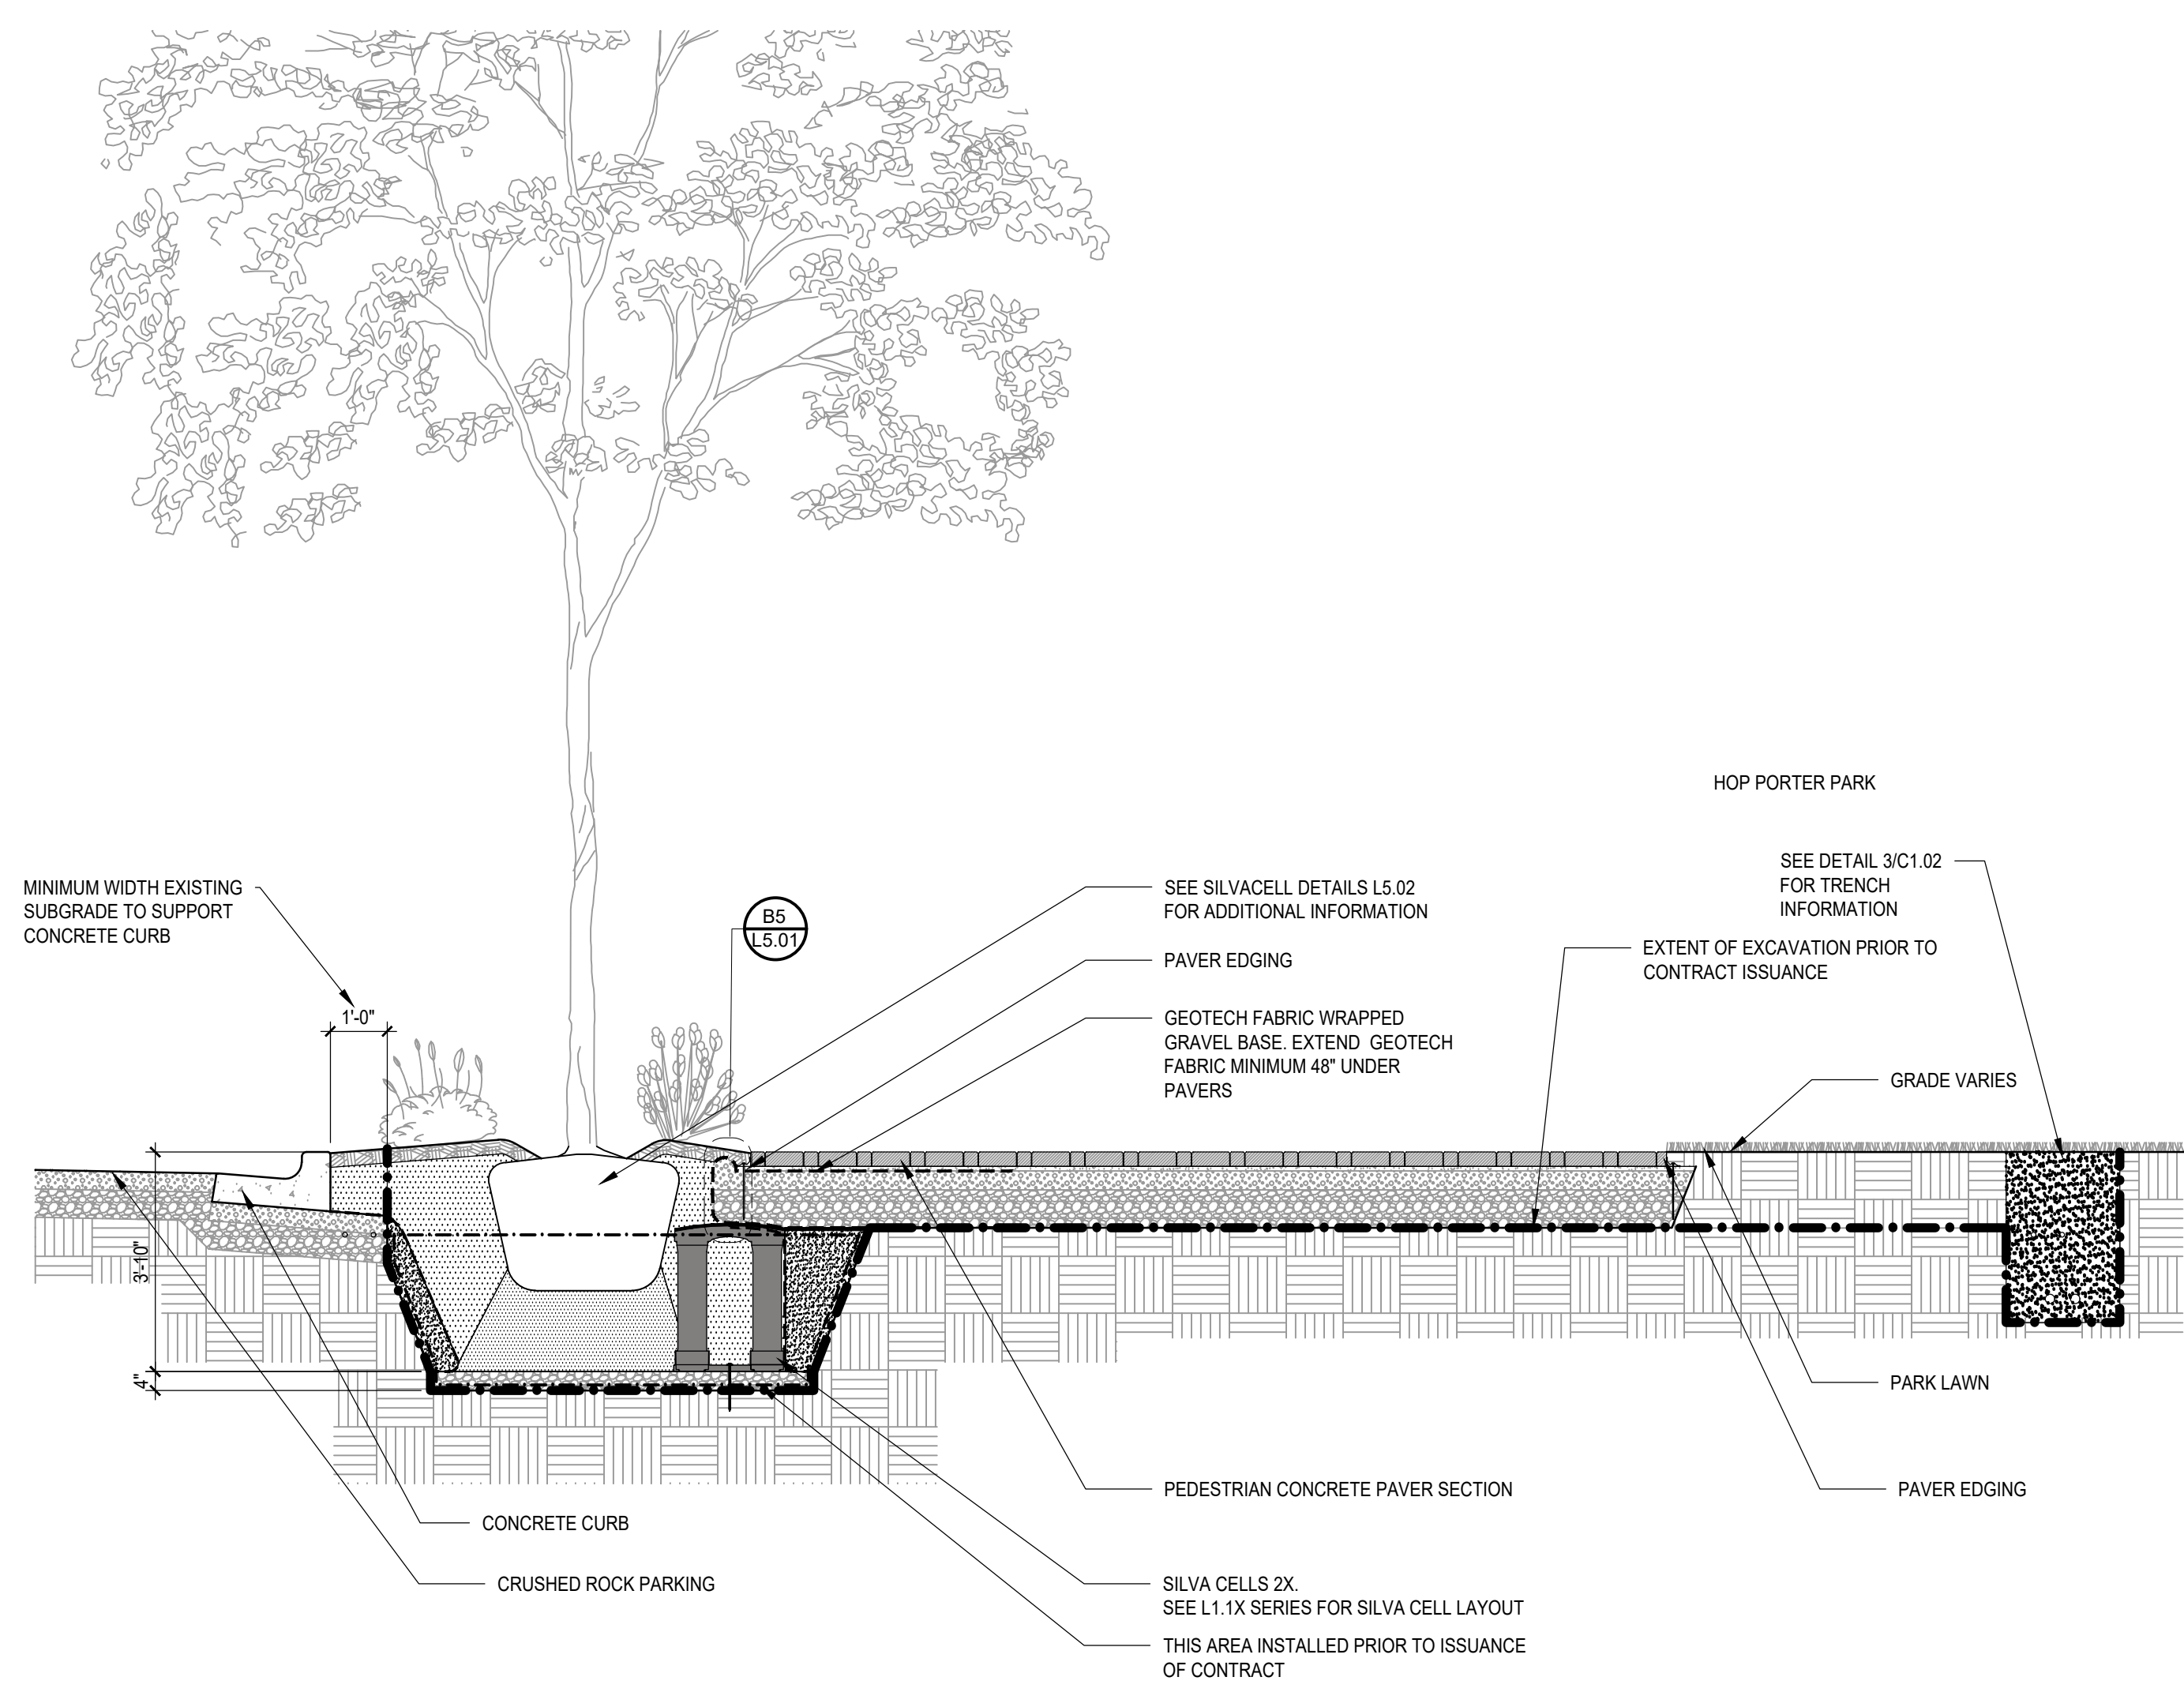 HOP PORTER PARK
MINIMUM WIDTH EXISTING
SUBGRADE TO SUPPORT
CONCRETE CURB
1'-0"
B5
L5.01
SEE SILVACELL DETAILS L5.02
FOR ADDITIONAL INFORMATION
PAVER EDGING
GEOTECH FABRIC WRAPPED
GRAVEL BASE. EXTEND GEOTECH
FABRIC MINIMUM 48" UNDER
PAVERS
SEE DETAIL 3/C1.02
FOR TRENCH
INFORMATION
EXTENT OF EXCAVATION PRIOR TO
CONTRACT ISSUANCE
GRADE VARIES
3'-10"
4"
PARK LAWN
PAVER EDGING
PEDESTRIAN CONCRETE PAVER SECTION
CONCRETE CURB
CRUSHED ROCK PARKING
SILVA CELLS 2X.
SEE L1.1X SERIES FOR SILVA CELL LAYOUT
THIS AREA INSTALLED PRIOR TO ISSUANCE
OF CONTRACT